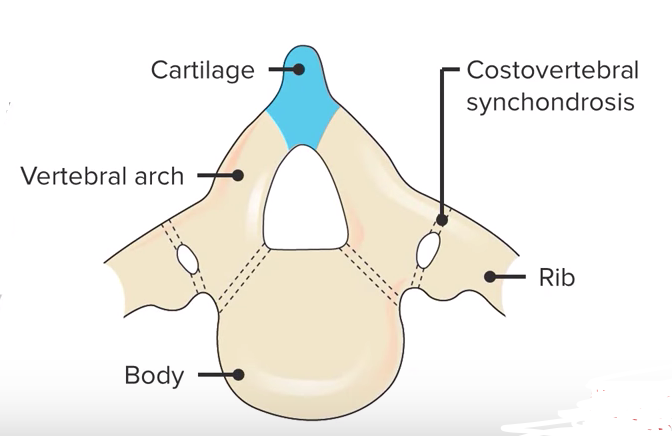 Cartilage
Costovertebral
synchondrosis
Vertebral arch
Rib
Body